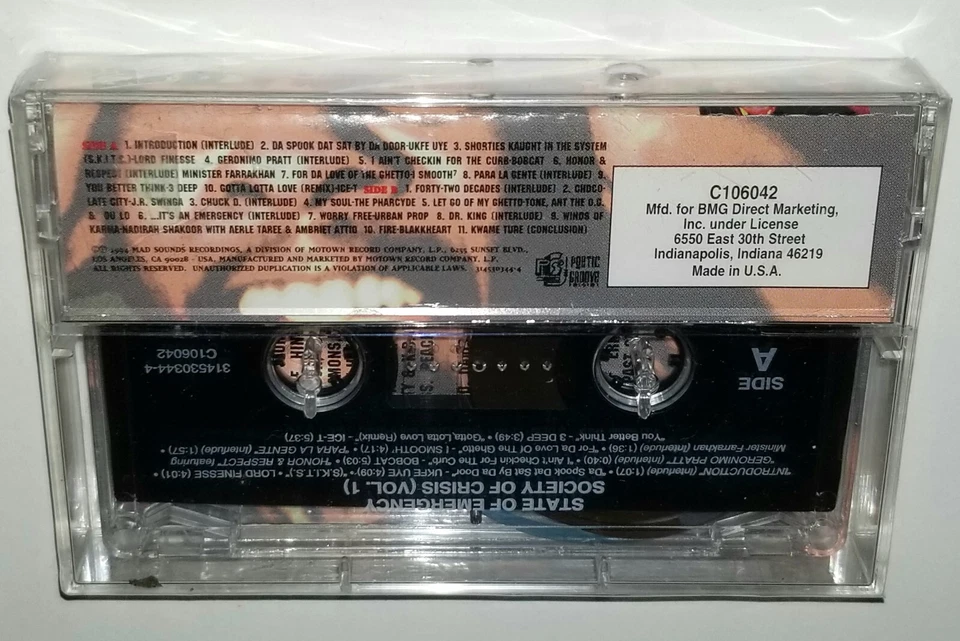 SIDE A 1. INTRODUCTION (INTERLUDE) 2. DA SPOOK DAT SAT BY DA DOOR-UKFE UYE 3. SHORTIES KAUGHT IN THE SYSTEM
(S.K.I.T.S.)-LORD FINESSE 4. GERONIMO PRATT (INTERLUDE) 5. I AIN'T CHECKIN FOR THE CURB-BOBCAT 6. HONOR &
RESPECT (INTERLUDE) MINISTER FARRAKHAN 7. FOR DA LOVE OF THE GHETTO-I SMOOTH 7 8. PARA LA GENTE (INTERLUDE) 9.
YOU BETTER THINK-3 DEEP 10. GOTTA LOTTA LOVE (REMIX)-ICE-T SIDE B 1. FORTY-TWO DECADES (INTERLUDE) 2. CHOCO-
LATE CITY-J.R. SWINGA 3. CHUCK D. (INTERLUDE) 4. MY SOUL-THE PHARCYDE 5. LET GO OF MY GHETTO-TONE, ANT THE D.G.
& QU LO 6. ...IT'S AN EMERGENCY (INTERLUDE) 7. WORRY FREE-URBAN PROP 8. DR. KING (INTERLUDE) 9. WINDS OF
KARMA-NADIRAH SHAKOOR WITH AERLE TAREE & AMBRIET ATTIQ 10. FIRE-BLAKKHEART 11. KWAME TURE (CONCLUSION)
℗© 1994 MAD SOUNDS RECORDINGS, A DIVISION OF MOTOWN RECORD COMPANY, L.P., 6255 SUNSET BLVD.,
LOS ANGELES, CA 90028 - USA. MANUFACTURED AND MARKETED BY MOTOWN RECORD COMPANY, L.P.
ALL RIGHTS RESERVED. UNAUTHORIZED DUPLICATION IS A VIOLATION OF APPLICABLE LAWS. 314530344-4
POETIC
GROOVE
C106042
Mfd. for BMG Direct Marketing,
Inc. under License
6550 East 30th Street
Indianapolis, Indiana 46219
Made in U.S.A.
STATE OF EMERGENCY
SOCIETY OF CRISIS (VOL. 1)
"INTRODUCTION" (Interlude) (1:07) • "Da Spook Dat Sat By Da Door" - UKFE UYE (4:09) • "(S.K.I.T.S.)" - LORD FINESSE (4:01)
"GERONIMO PRATT" (Interlude) (0:40) • "I Ain't Checkin For The Curb" - BOBCAT (5:03) • "HONOR & RESPECT" featuring
Minister Farrakhan (Interlude) (1:36) • "For Da Love Of The Ghetto" - I SMOOTH 7 (4:17) • "PARA LA GENTE" (Interlude) (1:57) •
"You Better Think" - 3 DEEP (3:49) • "Gotta Lotta Love (Remix)" - ICE-T (5:37)
SIDE
A
314530344-4
C106042